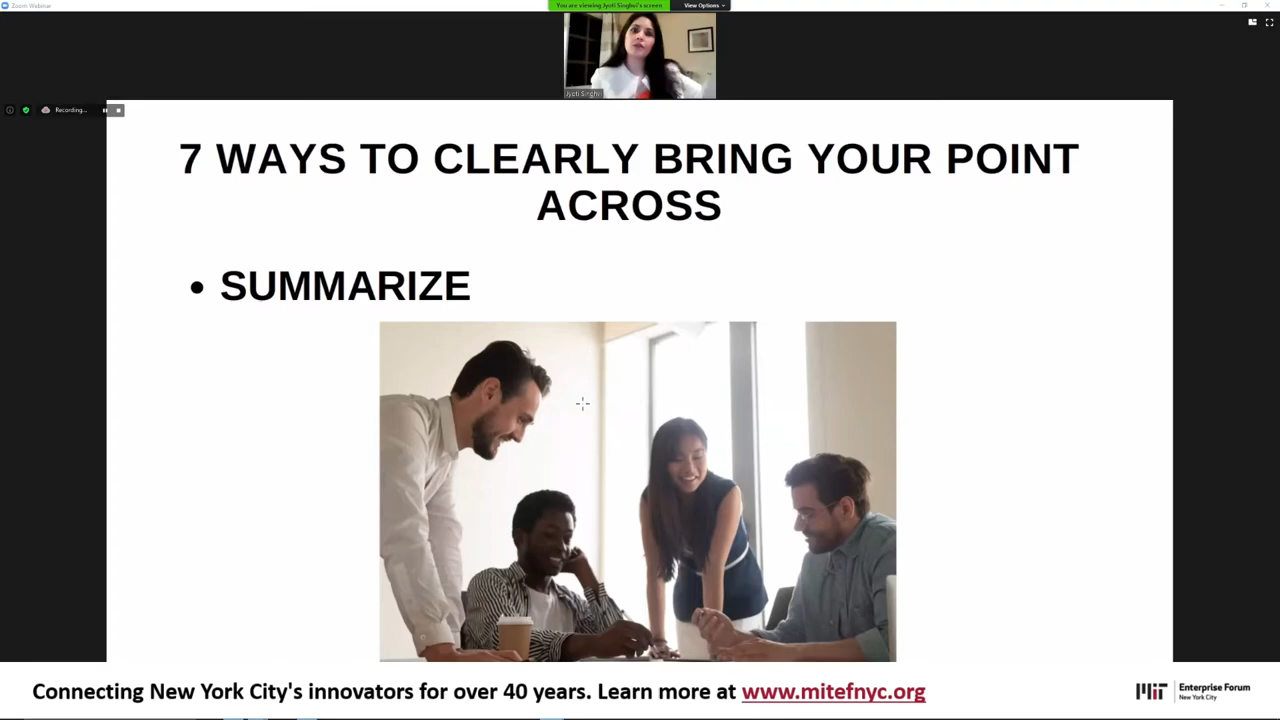 Zoom Webinar
You are viewing Jyoti Singhvi's screen
View Options
Jyoti Singhvi
Recording...
7 WAYS TO CLEARLY BRING YOUR POINT
ACROSS
• SUMMARIZE
Connecting New York City's innovators for over 40 years. Learn more at www.mitefnyc.org
MIT
Enterprise Forum
New York City